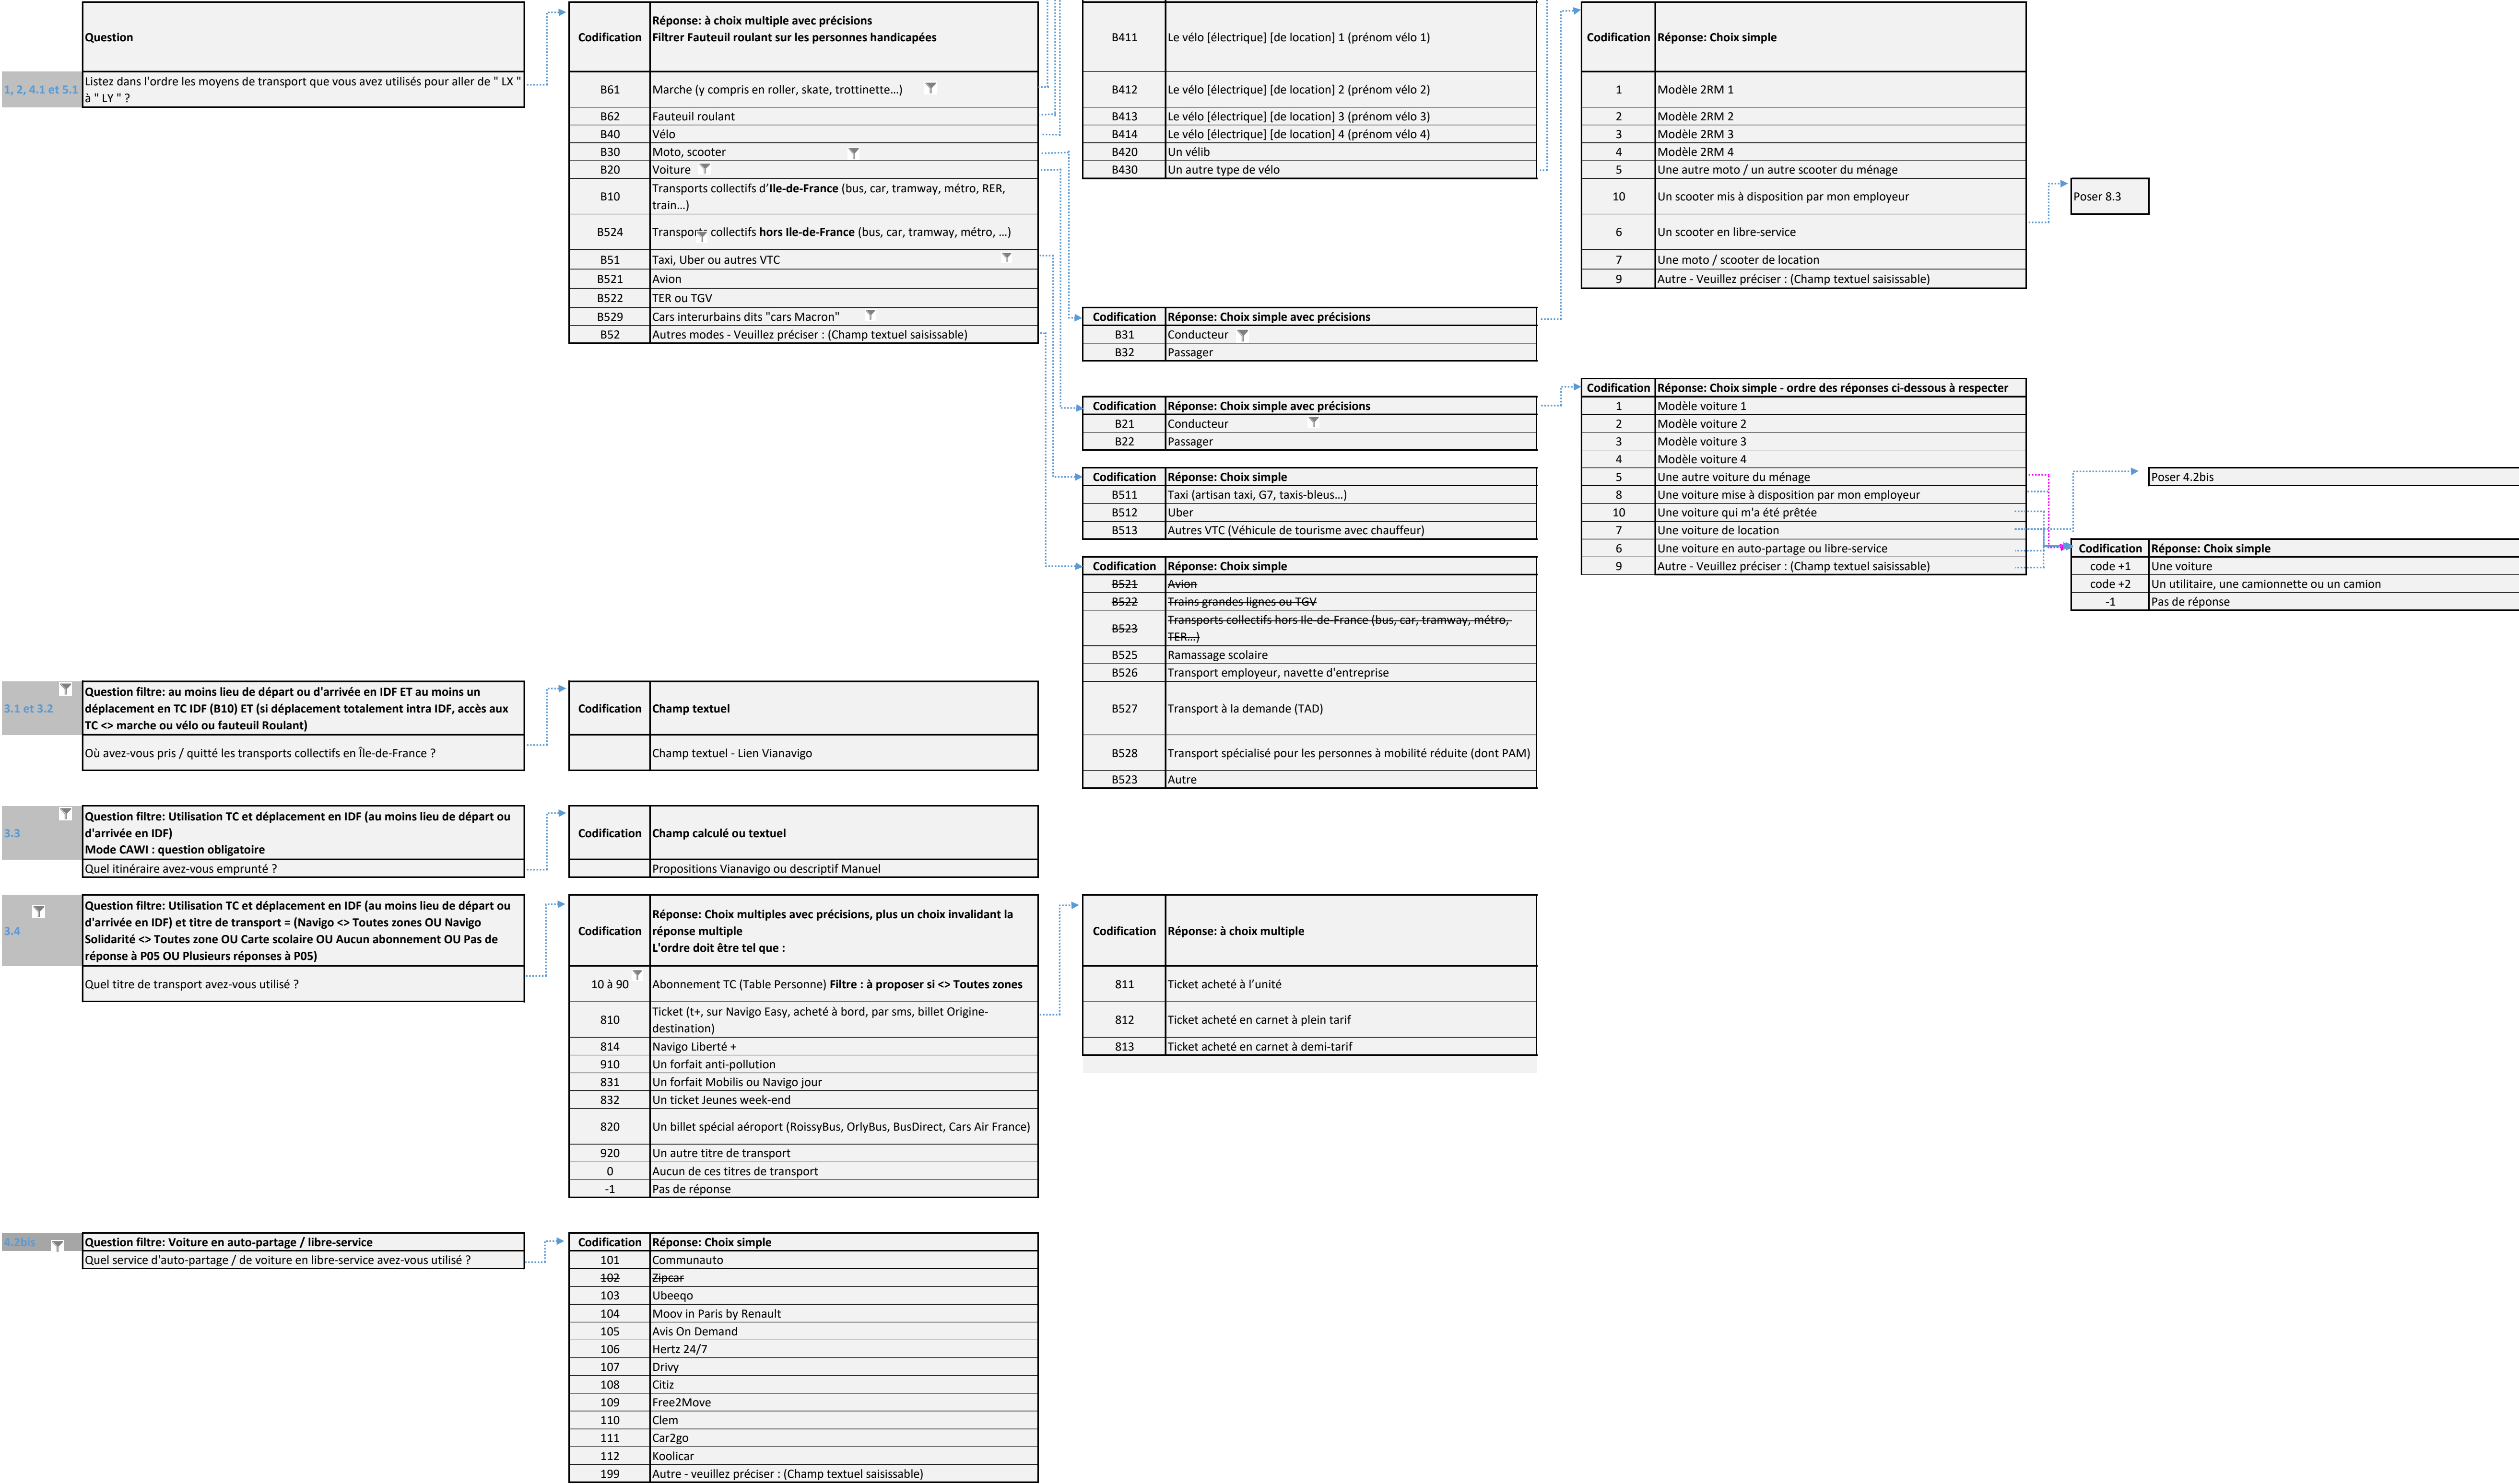 Question
1, 2, 4.1 et 5.1
Listez dans l'ordre les moyens de transport que vous avez utilisés pour aller de " LX "
à " LY " ?
Codification
Réponse: à choix multiple avec précisions
Filtrer Fauteuil roulant sur les personnes handicapées
B61 Marche (y compris en roller, skate, trottinette…)
B62 Fauteuil roulant
B40 Vélo
B30 Moto, scooter
B20 Voiture
B10 Transports collectifs d'Ile-de-France (bus, car, tramway, métro, RER,
train…)
B524 Transports collectifs hors Ile-de-France (bus, car, tramway, métro, …)
B51 Taxi, Uber ou autres VTC
B521 Avion
B522 TER ou TGV
B529 Cars interurbains dits "cars Macron"
B52 Autres modes - Veuillez préciser : (Champ textuel saisissable)
B411 Le vélo [électrique] [de location] 1 (prénom vélo 1)
B412 Le vélo [électrique] [de location] 2 (prénom vélo 2)
B413 Le vélo [électrique] [de location] 3 (prénom vélo 3)
B414 Le vélo [électrique] [de location] 4 (prénom vélo 4)
B420 Un vélib
B430 Un autre type de vélo
Codification Réponse: Choix simple
1 Modèle 2RM 1
2 Modèle 2RM 2
3 Modèle 2RM 3
4 Modèle 2RM 4
5 Une autre moto / un autre scooter du ménage
10 Un scooter mis à disposition par mon employeur
6 Un scooter en libre-service
7 Une moto / scooter de location
9 Autre - Veuillez préciser : (Champ textuel saisissable)
Poser 8.3
Codification Réponse: Choix simple avec précisions
B31 Conducteur
B32 Passager
Codification Réponse: Choix simple avec précisions
B21 Conducteur
B22 Passager
Codification Réponse: Choix simple - ordre des réponses ci-dessous à respecter
1 Modèle voiture 1
2 Modèle voiture 2
3 Modèle voiture 3
4 Modèle voiture 4
5 Une autre voiture du ménage
8 Une voiture mise à disposition par mon employeur
10 Une voiture qui m'a été prêtée
7 Une voiture de location
6 Une voiture en auto-partage ou libre-service
9 Autre - Veuillez préciser : (Champ textuel saisissable)
Poser 4.2bis
Codification Réponse: Choix simple
code +1 Une voiture
code +2 Un utilitaire, une camionnette ou un camion
-1 Pas de réponse
Codification Réponse: Choix simple
B511 Taxi (artisan taxi, G7, taxis-bleus…)
B512 Uber
B513 Autres VTC (Véhicule de tourisme avec chauffeur)
Codification Réponse: Choix simple
B521 Avion
B522 Trains grandes lignes ou TGV
B523 Transports collectifs hors Ile-de-France (bus, car, tramway, métro,
TER…)
B525 Ramassage scolaire
B526 Transport employeur, navette d'entreprise
B527 Transport à la demande (TAD)
B528 Transport spécialisé pour les personnes à mobilité réduite (dont PAM)
B523 Autre
3.1 et 3.2
Question filtre: au moins lieu de départ ou d'arrivée en IDF ET au moins un
déplacement en TC IDF (B10) ET (si déplacement totalement intra IDF, accès aux
TC <> marche ou vélo ou fauteuil Roulant)
Où avez-vous pris / quitté les transports collectifs en Île-de-France ?
Codification Champ textuel
Champ textuel - Lien Vianavigo
3.3
Question filtre: Utilisation TC et déplacement en IDF (au moins lieu de départ ou
d'arrivée en IDF)
Mode CAWI : question obligatoire
Quel itinéraire avez-vous emprunté ?
Codification Champ calculé ou textuel
Propositions Vianavigo ou descriptif Manuel
3.4
Question filtre: Utilisation TC et déplacement en IDF (au moins lieu de départ ou
d'arrivée en IDF) et titre de transport = (Navigo <> Toutes zones OU Navigo
Solidarité <> Toutes zone OU Carte scolaire OU Aucun abonnement OU Pas de
réponse à P05 OU Plusieurs réponses à P05)
Quel titre de transport avez-vous utilisé ?
Codification
Réponse: Choix multiples avec précisions, plus un choix invalidant la
réponse multiple
L'ordre doit être tel que :
10 à 90 Abonnement TC (Table Personne) Filtre : à proposer si <> Toutes zones
810 Ticket (t+, sur Navigo Easy, acheté à bord, par sms, billet Origine-
destination)
814 Navigo Liberté +
910 Un forfait anti-pollution
831 Un forfait Mobilis ou Navigo jour
832 Un ticket Jeunes week-end
820 Un billet spécial aéroport (RoissyBus, OrlyBus, BusDirect, Cars Air France)
920 Un autre titre de transport
0 Aucun de ces titres de transport
-1 Pas de réponse
Codification Réponse: à choix multiple
811 Ticket acheté à l'unité
812 Ticket acheté en carnet à plein tarif
813 Ticket acheté en carnet à demi-tarif
4.2bis
Question filtre: Voiture en auto-partage / libre-service
Quel service d'auto-partage / de voiture en libre-service avez-vous utilisé ?
Codification Réponse: Choix simple
101 Communauto
102 Zipcar
103 Ubeeqo
104 Moov in Paris by Renault
105 Avis On Demand
106 Hertz 24/7
107 Drivy
108 Citiz
109 Free2Move
110 Clem
111 Car2go
112 Koolicar
199 Autre - veuillez préciser : (Champ textuel saisissable)